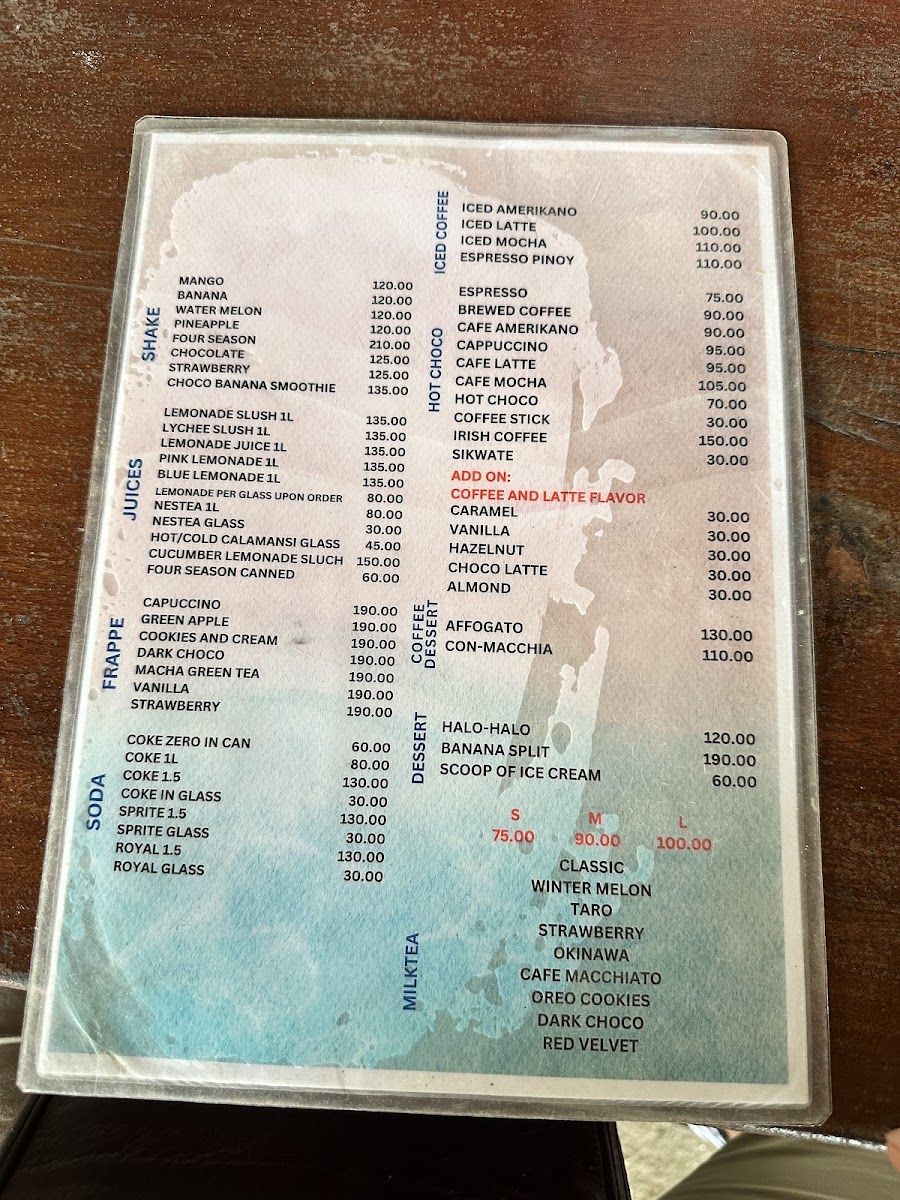 SHAKE
MANGO 120.00
BANANA 120.00
WATER MELON 120.00
PINEAPPLE 120.00
FOUR SEASON 210.00
CHOCOLATE 125.00
STRAWBERRY 125.00
CHOCO BANANA SMOOTHIE 135.00
JUICES
LEMONADE SLUSH 1L 135.00
LYCHEE SLUSH 1L 135.00
LEMONADE JUICE 1L 135.00
PINK LEMONADE 1L 135.00
BLUE LEMONADE 1L 135.00
LEMONADE PER GLASS UPON ORDER 80.00
NESTEA 1L 80.00
NESTEA GLASS 30.00
HOT/COLD CALAMANSI GLASS 45.00
CUCUMBER LEMONADE SLUCH 150.00
FOUR SEASON CANNED 60.00
FRAPPE
CAPUCCINO 190.00
GREEN APPLE 190.00
COOKIES AND CREAM 190.00
DARK CHOCO 190.00
MACHA GREEN TEA 190.00
VANILLA 190.00
STRAWBERRY 190.00
SODA
COKE ZERO IN CAN 60.00
COKE 1L 80.00
COKE 1.5 130.00
COKE IN GLASS 30.00
SPRITE 1.5 130.00
SPRITE GLASS 30.00
ROYAL 1.5 130.00
ROYAL GLASS 30.00
ICED COFFEE
ICED AMERIKANO 90.00
ICED LATTE 100.00
ICED MOCHA 110.00
ESPRESSO PINOY 110.00
HOT CHOCO
ESPRESSO 75.00
BREWED COFFEE 90.00
CAFE AMERIKANO 90.00
CAPPUCCINO 95.00
CAFE LATTE 95.00
CAFE MOCHA 105.00
HOT CHOCO 70.00
COFFEE STICK 30.00
IRISH COFFEE 150.00
SIKWATE 30.00
ADD ON:
COFFEE AND LATTE FLAVOR
CARAMEL 30.00
VANILLA 30.00
HAZELNUT 30.00
CHOCO LATTE 30.00
ALMOND 30.00
COFFEE
DESSERT
AFFOGATO 130.00
CON-MACCHIA 110.00
DESSERT
HALO-HALO 120.00
BANANA SPLIT 190.00
SCOOP OF ICE CREAM 60.00
MILKTEA
S M L
75.00 90.00 100.00
CLASSIC
WINTER MELON
TARO
STRAWBERRY
OKINAWA
CAFE MACCHIATO
OREO COOKIES
DARK CHOCO
RED VELVET